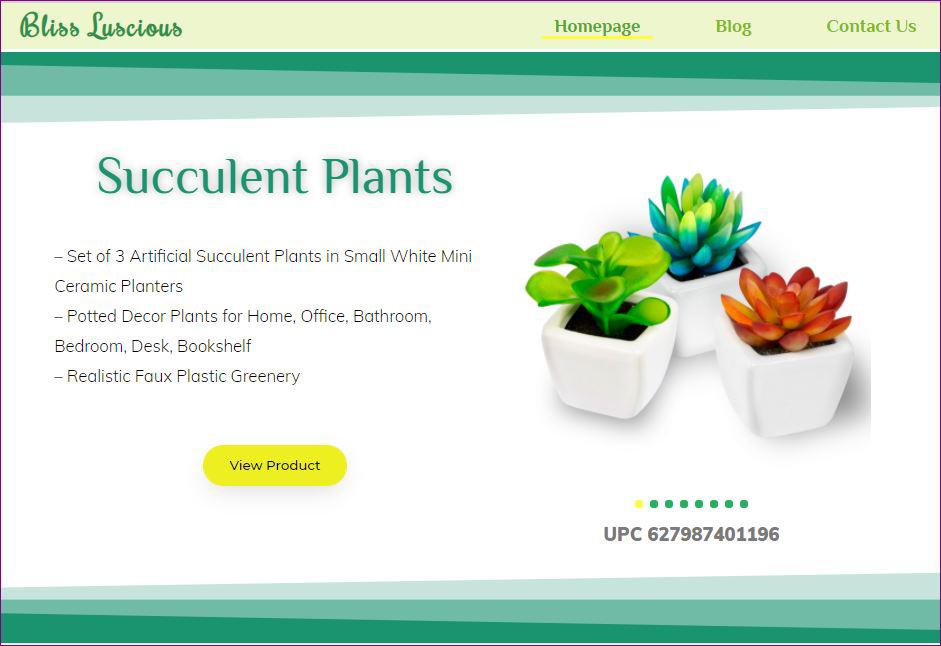 Bliss Luscious
Homepage
Blog
Contact Us
Succulent Plants
– Set of 3 Artificial Succulent Plants in Small White Mini
Ceramic Planters
– Potted Decor Plants for Home, Office, Bathroom,
Bedroom, Desk, Bookshelf
– Realistic Faux Plastic Greenery
View Product
UPC 627987401196